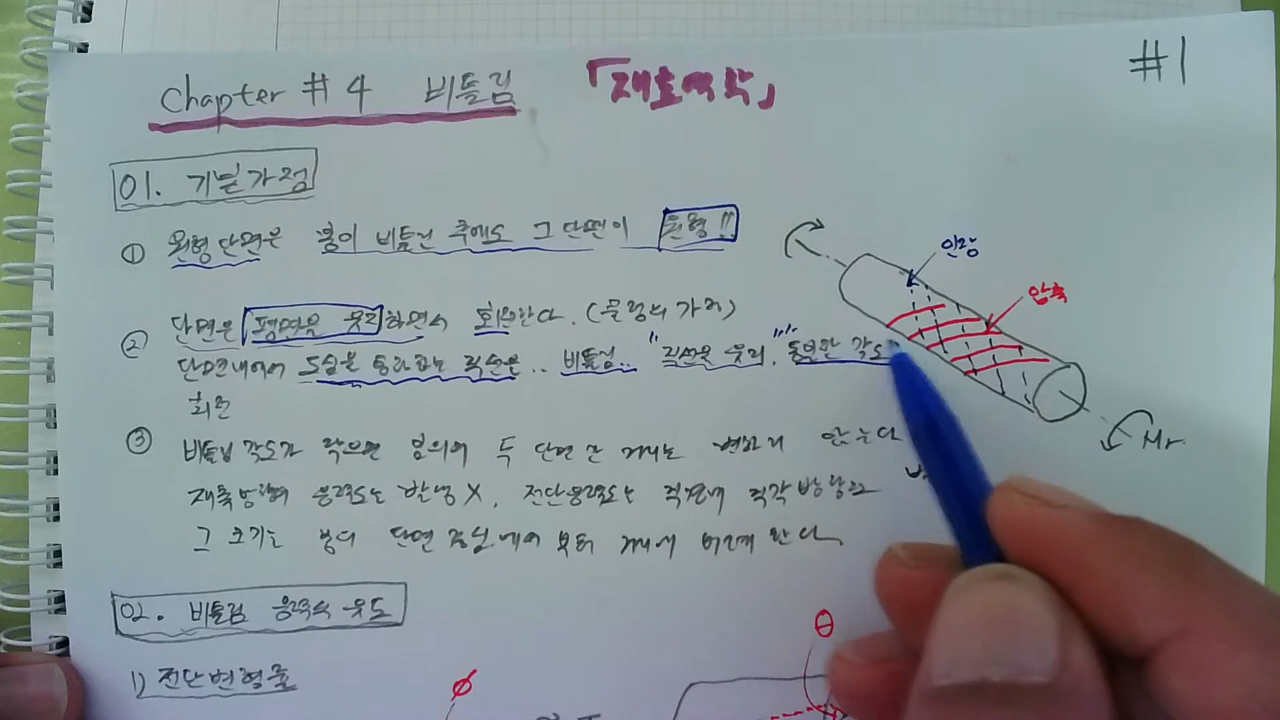 #1
Chapter #4 비틀림 「재료역학」
01. 기본가정
① 원형단면은 봉이 비틀린 후에도 그 단면이 원형!!
② 단면은 평면을 유지하면서 회전한다. (문헌의 가정)
단면내에서 도심을 통과하는 직선은.. 비틀림.. "직선을 유지." 동일한 각도
회전
③ 비틀림 각도가 작으면 임의의 두 단면 간 거리는 변하지 않는다
재축방향의 응력도는 발생X, 전단응력도는 직경에 직각방향으
그 크기는 봉의 단면 중심에서 부터 거리에 비례 한다.
인장
압축
Mr
02. 비틀림 응력의 유도
1) 전단변형률
φ
θ